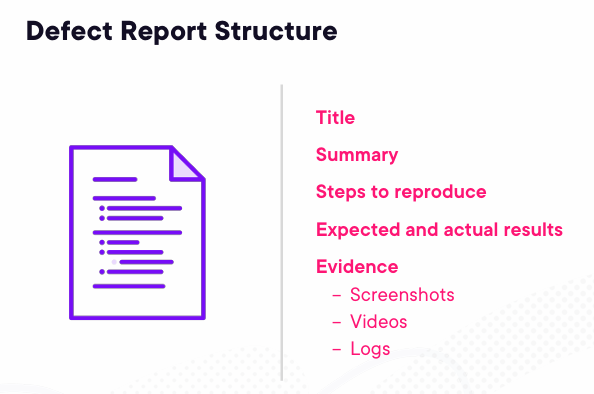 Defect Report Structure
Title
Summary
Steps to reproduce
Expected and actual results
Evidence
– Screenshots
– Videos
– Logs